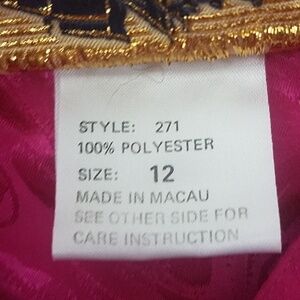 STYLE: 271
100% POLYESTER
SIZE: 12
MADE IN MACAU
SEE OTHER SIDE FOR
CARE INSTRUCTION